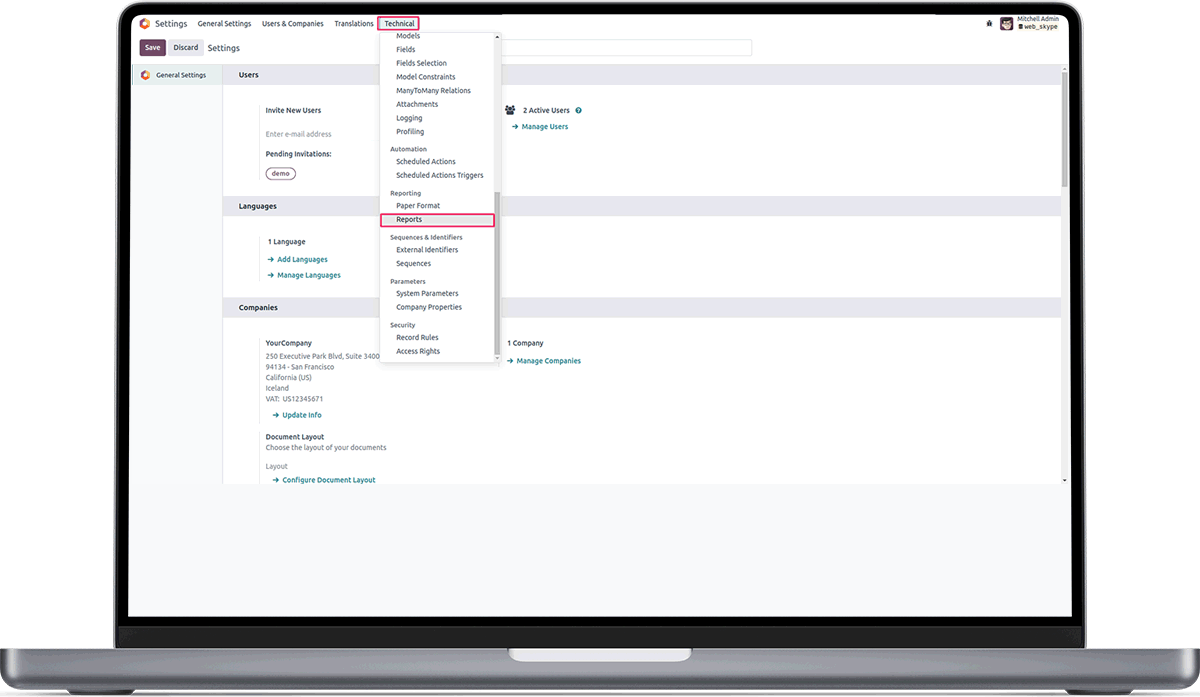 Settings General Settings Users & Companies Translations Technical
Mitchell Admin
web_skype
Save Discard Settings
Models
Fields
Fields Selection
Model Constraints
ManyToMany Relations
Attachments
Logging
Profiling
Automation
Scheduled Actions
Scheduled Actions Triggers
Reporting
Paper Format
Reports
Sequences & Identifiers
External Identifiers
Sequences
Parameters
System Parameters
Company Properties
Security
Record Rules
Access Rights
General Settings
Users
Invite New Users
Enter e-mail address
Pending Invitations:
demo
2 Active Users ?
→ Manage Users
Languages
1 Language
→ Add Languages
→ Manage Languages
Companies
YourCompany
250 Executive Park Blvd, Suite 3400
94134 - San Francisco
California (US)
Iceland
VAT: US12345671
→ Update Info
1 Company
→ Manage Companies
Document Layout
Choose the layout of your documents
Layout
→ Configure Document Layout